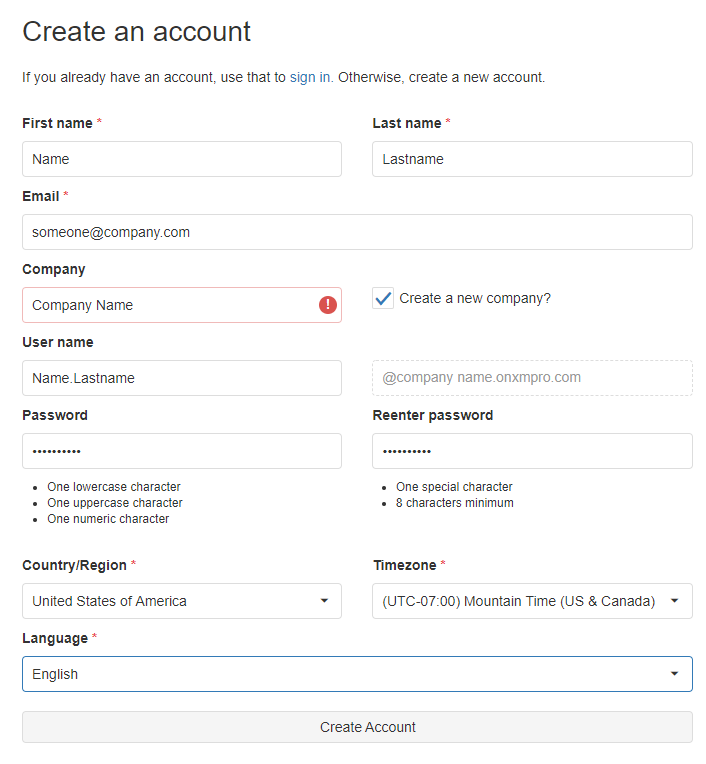 Create an account
If you already have an account, use that to sign in. Otherwise, create a new account.
First name *
Last name *
Name
Lastname
Email *
someone@company.com
Company
Company Name
!
Create a new company?
User name
Name.Lastname
@company name.onxmpro.com
Password
Reenter password
••••••••••
••••••••••
• One lowercase character
• One uppercase character
• One numeric character
• One special character
• 8 characters minimum
Country/Region *
Timezone *
United States of America
(UTC-07:00) Mountain Time (US & Canada)
Language *
English
Create Account